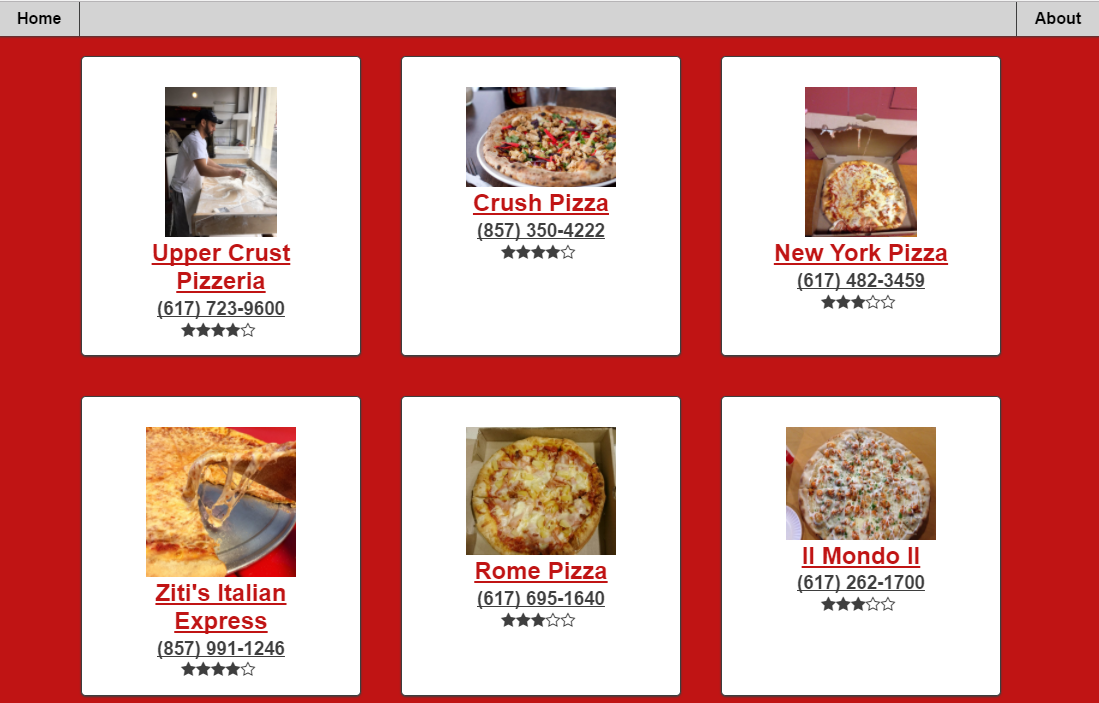 Home
About
Upper Crust
Pizzeria
(617) 723-9600
★★★★☆
Crush Pizza
(857) 350-4222
★★★★☆
New York Pizza
(617) 482-3459
★★★☆☆
Ziti's Italian
Express
(857) 991-1246
★★★★☆
Rome Pizza
(617) 695-1640
★★★☆☆
Il Mondo II
(617) 262-1700
★★★☆☆